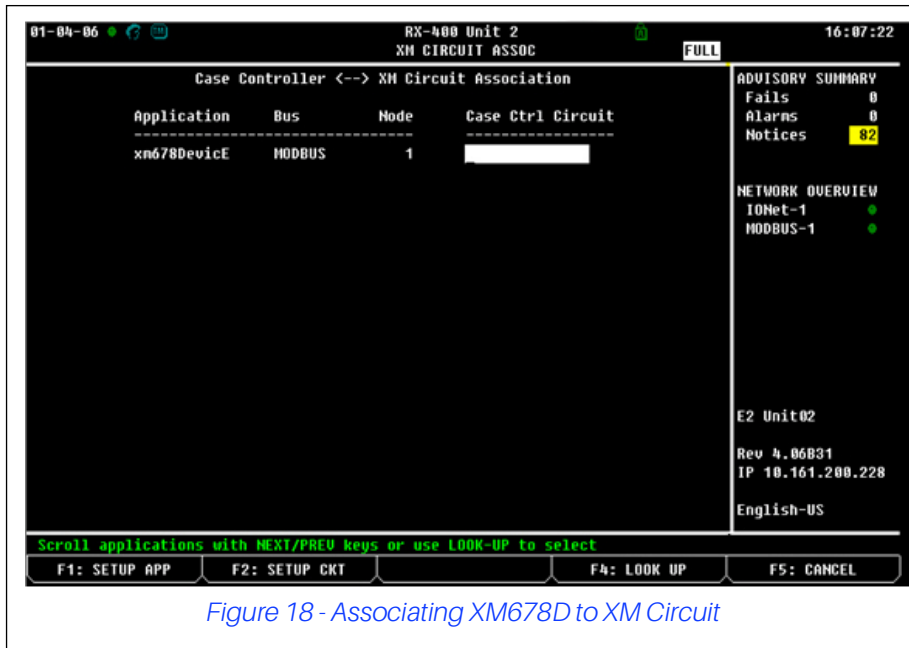 01-04-06 RX-400 Unit 2 16:07:22
XM CIRCUIT ASSOC FULL
Case Controller <--> XM Circuit Association
Application Bus Node Case Ctrl Circuit
xm678DevicE MODBUS 1 _
ADVISORY SUMMARY
Fails 0
Alarms 0
Notices 82
NETWORK OVERVIEW
IONet-1
MODBUS-1
E2 Unit02
Rev 4.06B31
IP 10.161.200.228
English-US
Scroll applications with NEXT/PREV keys or use LOOK-UP to select
F1: SETUP APP F2: SETUP CKT F4: LOOK UP F5: CANCEL
Figure 18 - Associating XM678D to XM Circuit